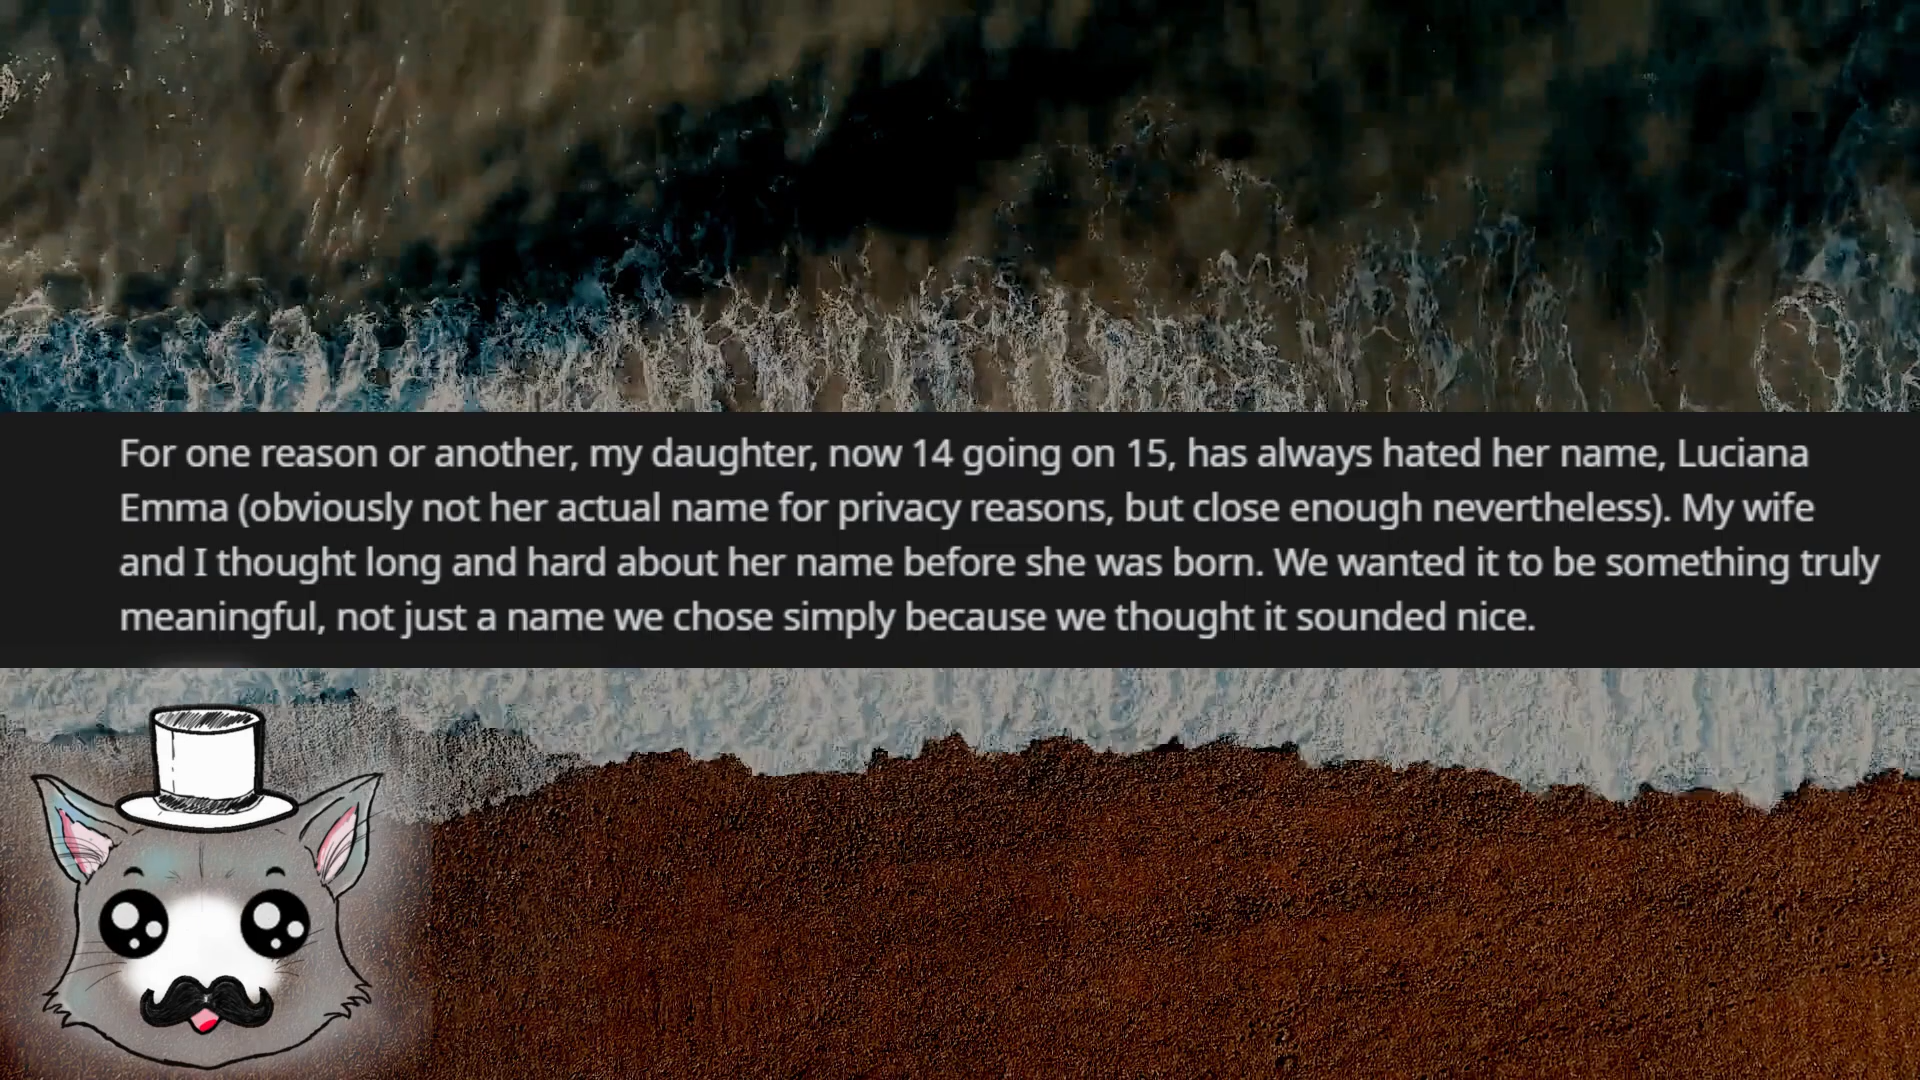 For one reason or another, my daughter, now 14 going on 15, has always hated her name, Luciana
Emma (obviously not her actual name for privacy reasons, but close enough nevertheless). My wife
and I thought long and hard about her name before she was born. We wanted it to be something truly
meaningful, not just a name we chose simply because we thought it sounded nice.